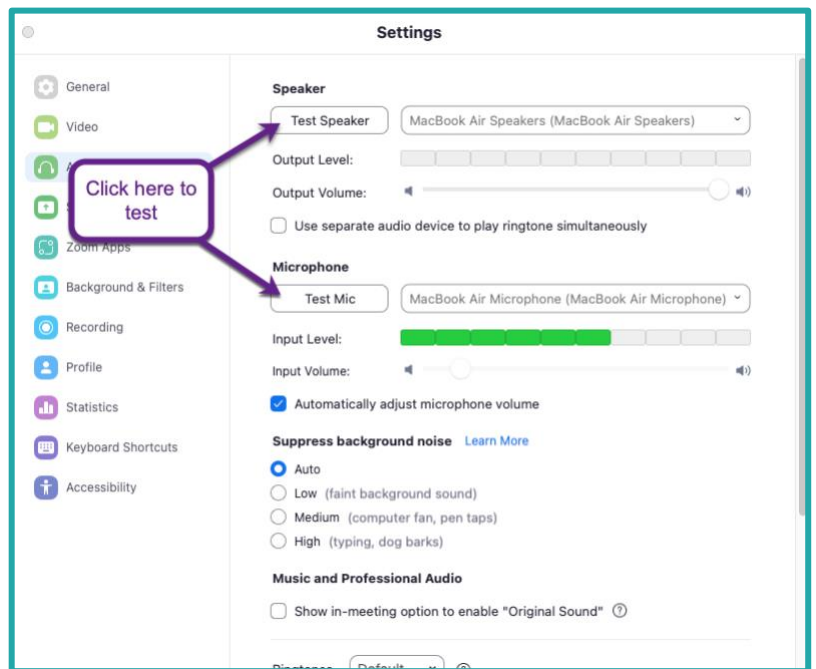 Settings
General
Video
A
S
Zoom Apps
Background & Filters
Recording
Profile
Statistics
Keyboard Shortcuts
Accessibility
Click here to
test
Speaker
Test Speaker
MacBook Air Speakers (MacBook Air Speakers)
Output Level:
Output Volume:
Use separate audio device to play ringtone simultaneously
Microphone
Test Mic
MacBook Air Microphone (MacBook Air Microphone)
Input Level:
Input Volume:
Automatically adjust microphone volume
Suppress background noise Learn More
Auto
Low (faint background sound)
Medium (computer fan, pen taps)
High (typing, dog barks)
Music and Professional Audio
Show in-meeting option to enable "Original Sound" ?
Ringtone Default